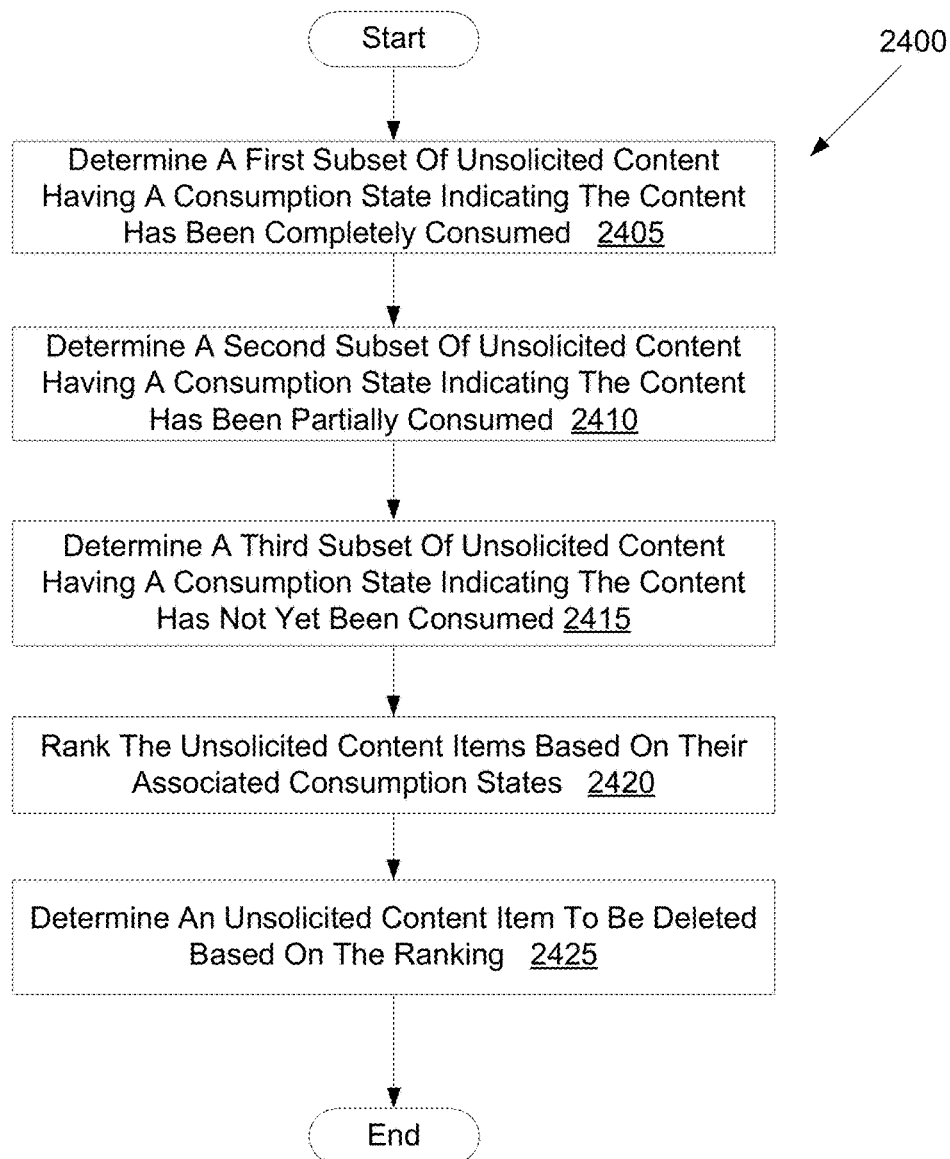 Start
2400
Determine A First Subset Of Unsolicited Content
Having A Consumption State Indicating The Content
Has Been Completely Consumed 2405
Determine A Second Subset Of Unsolicited Content
Having A Consumption State Indicating The Content
Has Been Partially Consumed 2410
Determine A Third Subset Of Unsolicited Content
Having A Consumption State Indicating The Content
Has Not Yet Been Consumed 2415
Rank The Unsolicited Content Items Based On Their
Associated Consumption States 2420
Determine An Unsolicited Content Item To Be Deleted
Based On The Ranking 2425
End